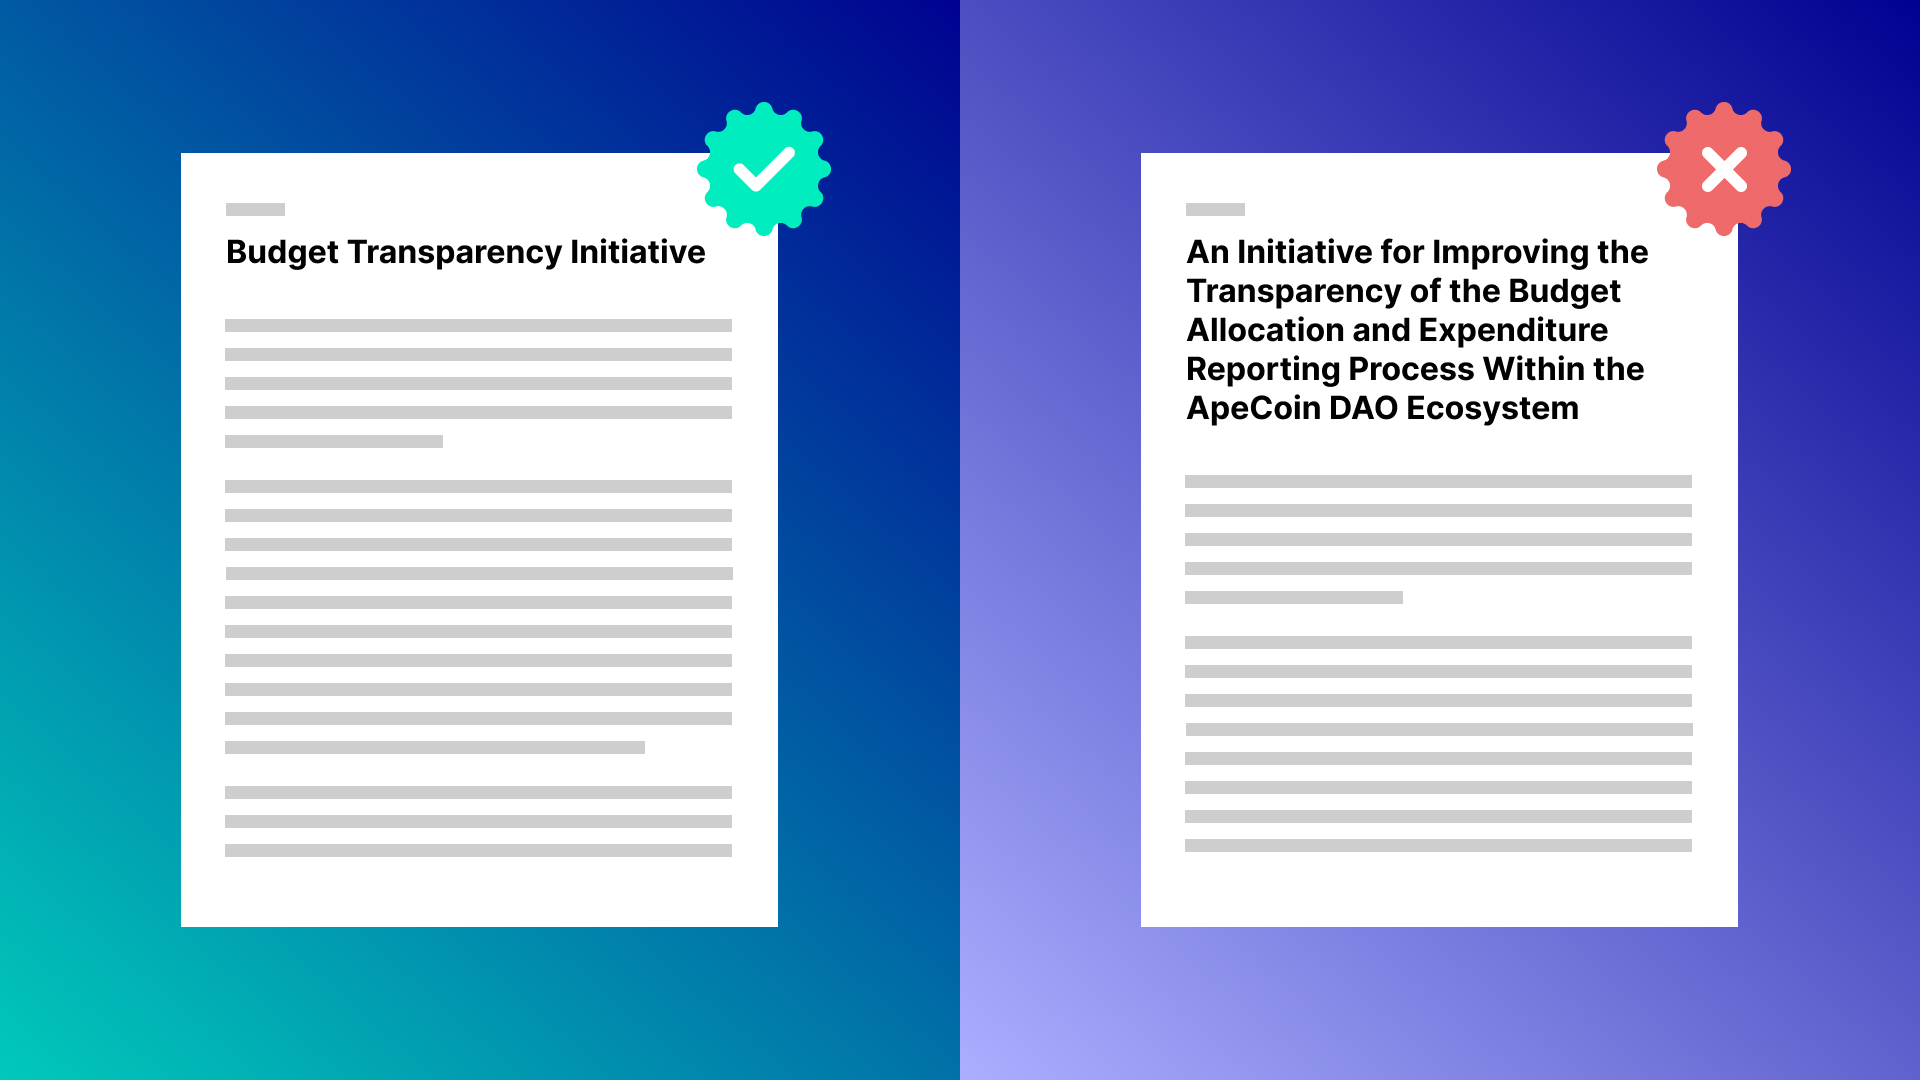 Budget Transparency Initiative
An Initiative for Improving the
Transparency of the Budget
Allocation and Expenditure
Reporting Process Within the
ApeCoin DAO Ecosystem